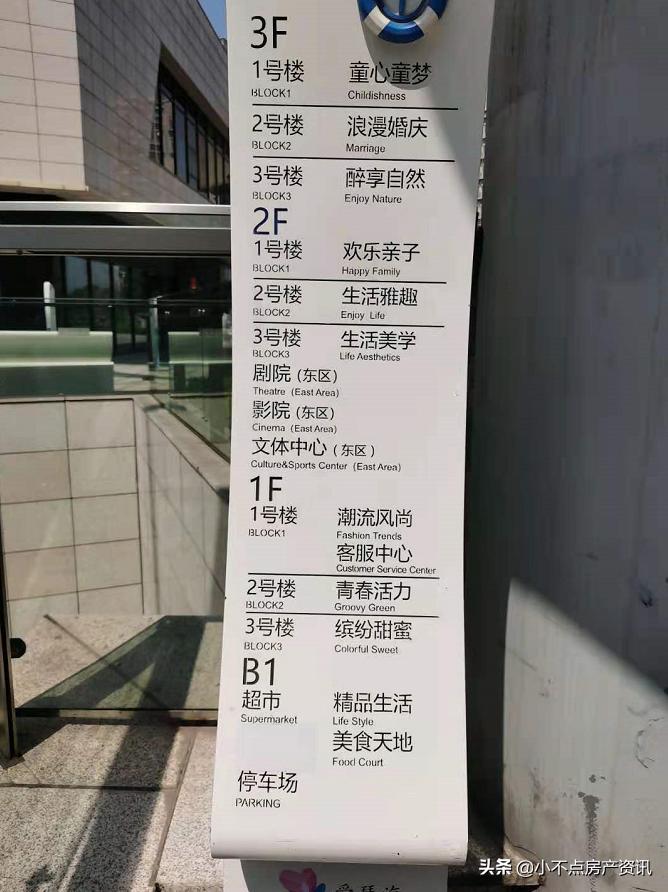 3F
1号楼 童心童梦
BLOCK1 Childishness
2号楼 浪漫婚庆
BLOCK2 Marriage
3号楼 醉享自然
BLOCK3 Enjoy Nature
2F
1号楼 欢乐亲子
BLOCK1 Happy Family
2号楼 生活雅趣
BLOCK2 Enjoy Life
3号楼 生活美学
BLOCK3 Life Aesthetics
剧院（东区）
Theatre (East Area)
影院（东区）
Cinema (East Area)
文体中心（东区）
Culture&Sports Center (East Area)
1F
1号楼 潮流风尚
BLOCK1 Fashion Trends
客服中心
Customer Service Center
2号楼 青春活力
BLOCK2 Groovy Green
3号楼 缤纷甜蜜
BLOCK3 Colorful Sweet
B1
超市 精品生活
Supermarket Life Style
美食天地
Food Court
停车场
PARKING
头条 @小不点房产资讯